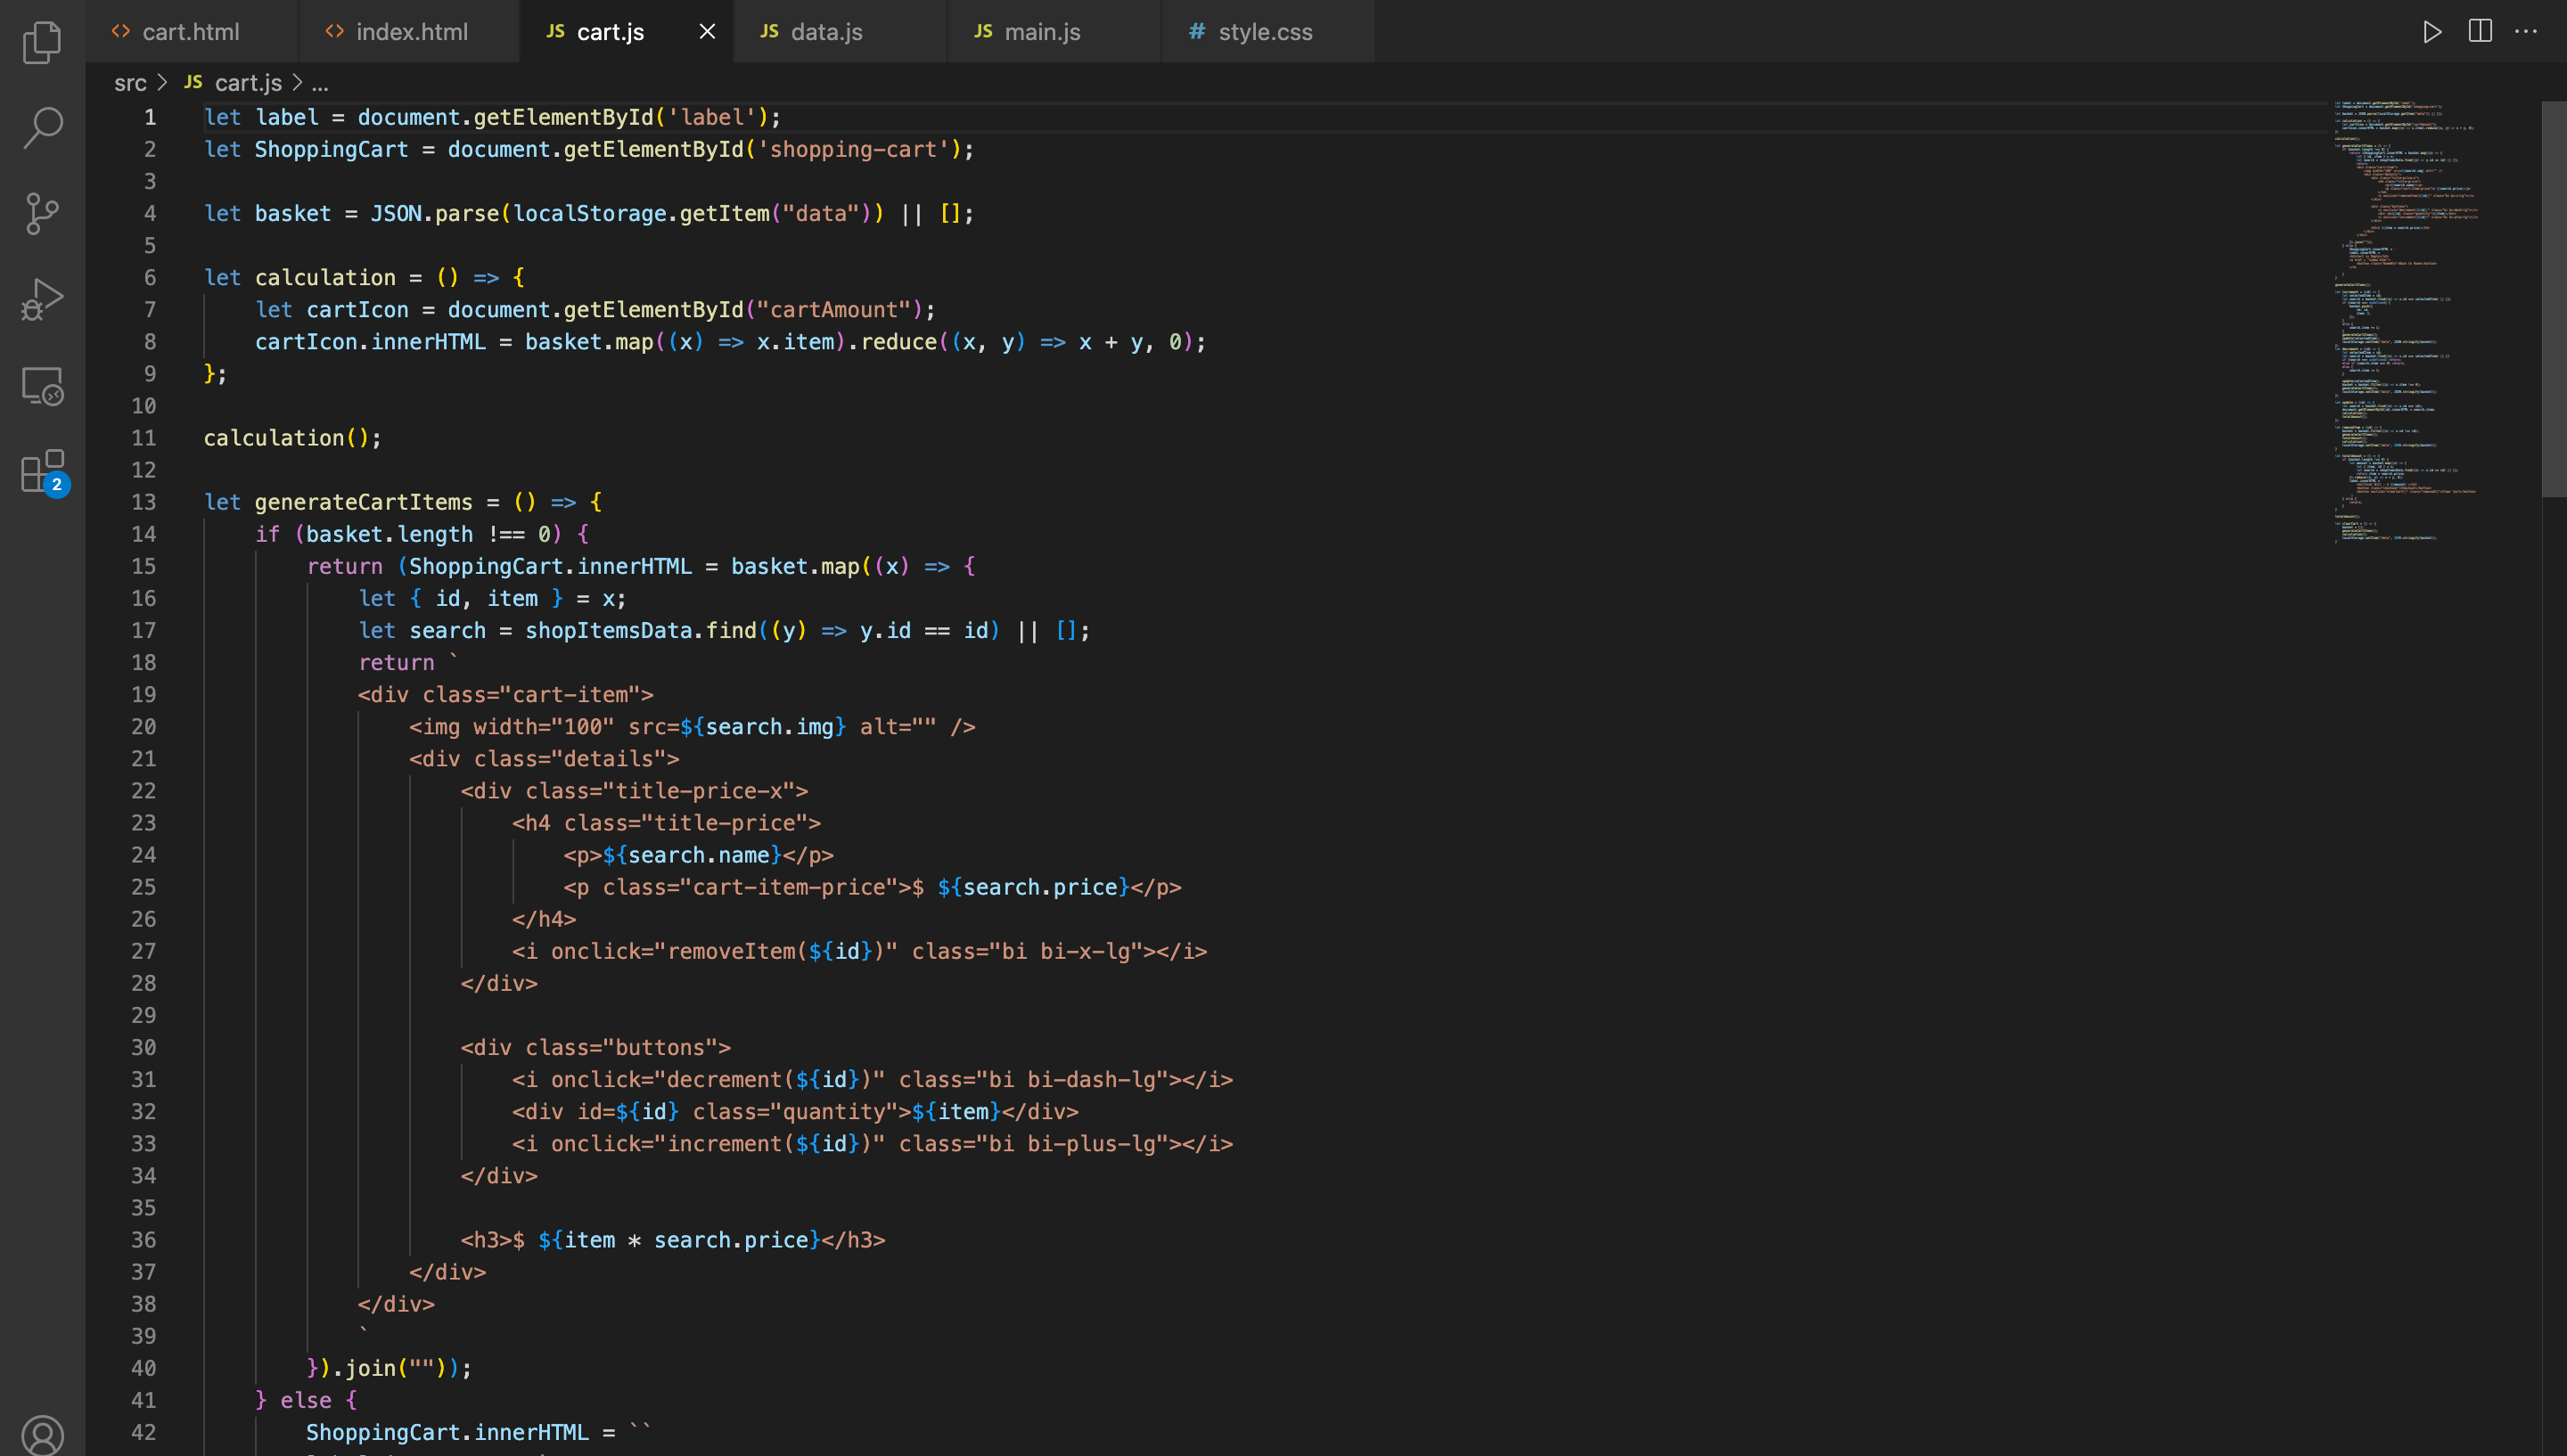 cart.html index.html JS cart.js JS data.js JS main.js # style.css
src > JS cart.js > ...
1 let label = document.getElementById('label');
2 let ShoppingCart = document.getElementById('shopping-cart');
3
4 let basket = JSON.parse(localStorage.getItem("data")) || [];
5
6 let calculation = () => {
7 let cartIcon = document.getElementById("cartAmount");
8 cartIcon.innerHTML = basket.map((x) => x.item).reduce((x, y) => x + y, 0);
9 };
10
11 calculation();
12
13 let generateCartItems = () => {
14 if (basket.length !== 0) {
15 return (ShoppingCart.innerHTML = basket.map((x) => {
16 let { id, item } = x;
17 let search = shopItemsData.find((y) => y.id == id) || [];
18 return `
19 <div class="cart-item">
20 <img width="100" src=${search.img} alt="" />
21 <div class="details">
22 <div class="title-price-x">
23 <h4 class="title-price">
24 <p>${search.name}</p>
25 <p class="cart-item-price">$ ${search.price}</p>
26 </h4>
27 <i onclick="removeItem(${id})" class="bi bi-x-lg"></i>
28 </div>
29
30 <div class="buttons">
31 <i onclick="decrement(${id})" class="bi bi-dash-lg"></i>
32 <div id=${id} class="quantity">${item}</div>
33 <i onclick="increment(${id})" class="bi bi-plus-lg"></i>
34 </div>
35
36 <h3>$ ${item * search.price}</h3>
37 </div>
38 </div>
39 `
40 }).join(""));
41 } else {
42 ShoppingCart.innerHTML = ``
2